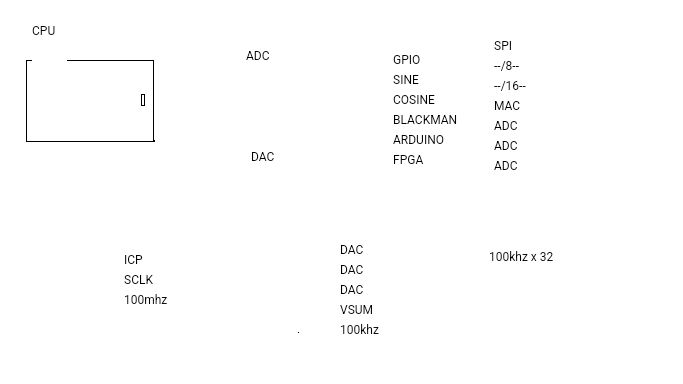 CPU
ADC
DAC
GPIO
SINE
COSINE
BLACKMAN
ARDUINO
FPGA
SPI
--/8--
--/16--
MAC
ADC
ADC
ADC
ICP
SCLK
100mhz
.
DAC
DAC
DAC
VSUM
100khz
100khz x 32